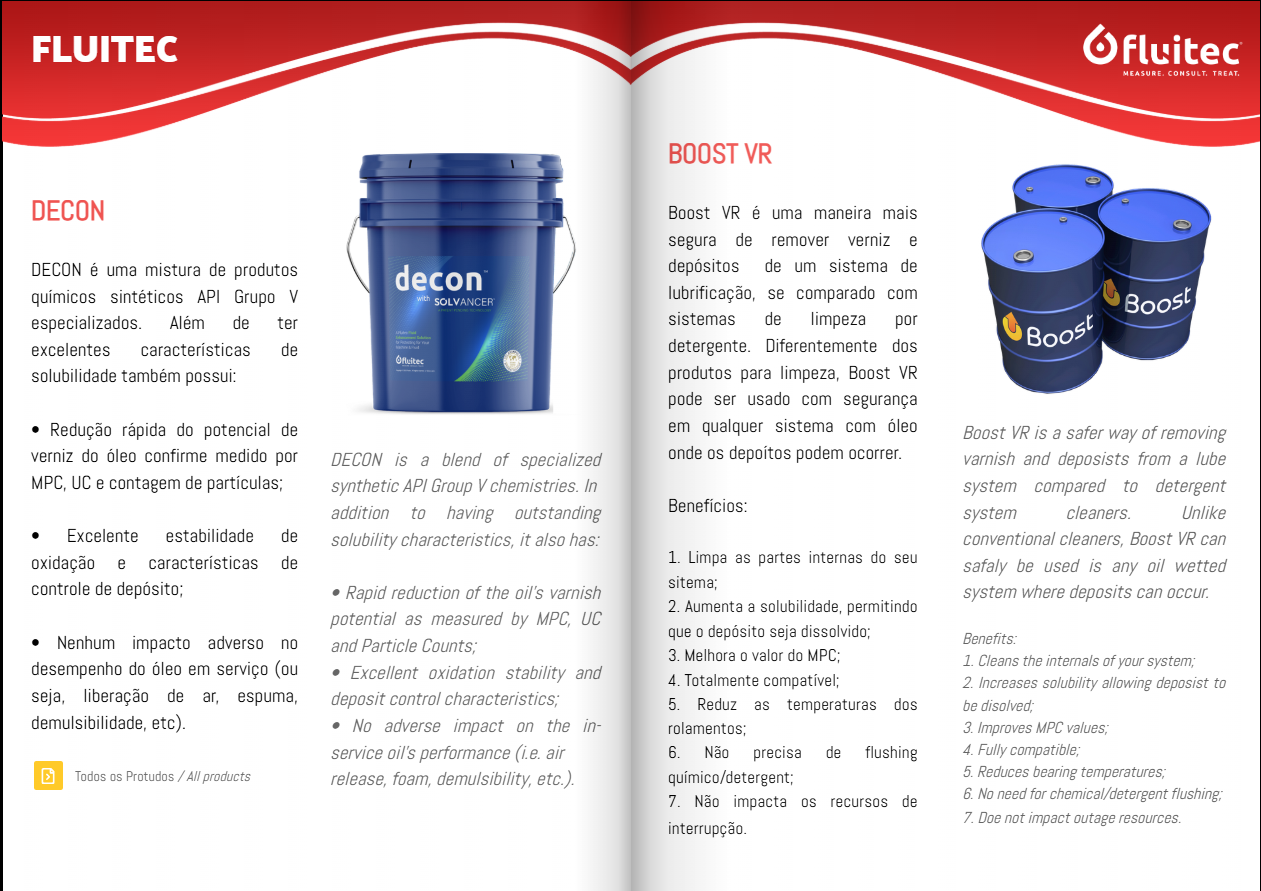 FLUITEC
DECON
DECON é uma mistura de produtos
químicos sintéticos API Grupo V
especializados. Além de ter
excelentes características de
solubilidade também possui:
• Redução rápida do potencial de
verniz do óleo confirme medido por
MPC, UC e contagem de partículas;
• Excelente estabilidade de
oxidação e características de
controle de depósito;
• Nenhum impacto adverso no
desempenho do óleo em serviço (ou
seja, liberação de ar, espuma,
demulsibilidade, etc).
Todos os Protudos / All products
decon
with SOLVANCER
fluitec
DECON is a blend of specialized
synthetic API Group V chemistries. In
addition to having outstanding
solubility characteristics, it also has:
• Rapid reduction of the oil's varnish
potential as measured by MPC, UC
and Particle Counts;
• Excellent oxidation stability and
deposit control characteristics;
• No adverse impact on the in-
service oil's performance (i.e. air
release, foam, demulsibility, etc.).
fluitec
MEASURE. CONSULT. TREAT.
BOOST VR
Boost VR é uma maneira mais
segura de remover verniz e
depósitos de um sistema de
lubrificação, se comparado com
sistemas de limpeza por
detergente. Diferentemente dos
produtos para limpeza, Boost VR
pode ser usado com segurança
em qualquer sistema com óleo
onde os depoítos podem ocorrer.
Benefícios:
1. Limpa as partes internas do seu
sitema;
2. Aumenta a solubilidade, permitindo
que o depósito seja dissolvido;
3. Melhora o valor do MPC;
4. Totalmente compatível;
5. Reduz as temperaturas dos
rolamentos;
6. Não precisa de flushing
químico/detergent;
7. Não impacta os recursos de
interrupção.
Boost
Boost
Boost VR is a safer way of removing
varnish and deposists from a lube
system compared to detergent
system cleaners. Unlike
conventional cleaners, Boost VR can
safaly be used is any oil wetted
system where deposits can occur.
Benefits:
1. Cleans the internals of your system;
2. Increases solubility allowing deposist to
be disolved;
3. Improves MPC values;
4. Fully compatible;
5. Reduces bearing temperatures;
6. No need for chemical/detergent flushing;
7. Doe not impact outage resources.